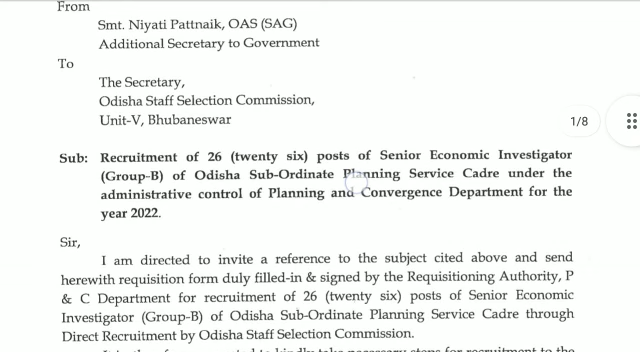 From
Smt. Niyati Pattnaik, OAS (SAG)
Additional Secretary to Government
To
The Secretary,
Odisha Staff Selection Commission,
Unit-V, Bhubaneswar
1/8
Sub: Recruitment of 26 (twenty six) posts of Senior Economic Investigator
(Group-B) of Odisha Sub-Ordinate Planning Service Cadre under the
administrative control of Planning and Convergence Department for the
year 2022.
Sir,
I am directed to invite a reference to the subject cited above and send
herewith requisition form duly filled-in & signed by the Requisitioning Authority, P
& C Department for recruitment of 26 (twenty six) posts of Senior Economic
Investigator (Group-B) of Odisha Sub-Ordinate Planning Service Cadre through
Direct Recruitment by Odisha Staff Selection Commission.